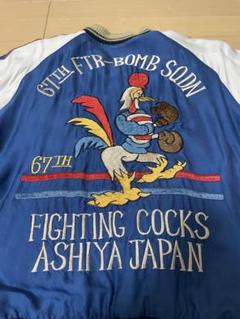 67TH FTR-BOMB SQDN
67TH
FIGHTING COCKS
ASHIYA JAPAN